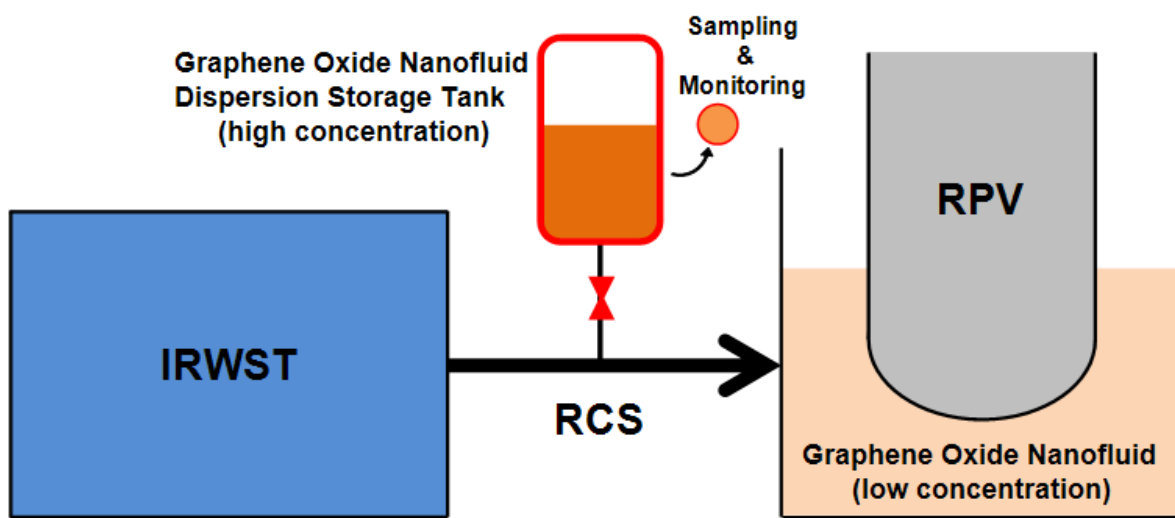 Graphene Oxide Nanofluid
Dispersion Storage Tank
(high concentration)
Sampling
&
Monitoring
RPV
IRWST
RCS
Graphene Oxide Nanofluid
(low concentration)